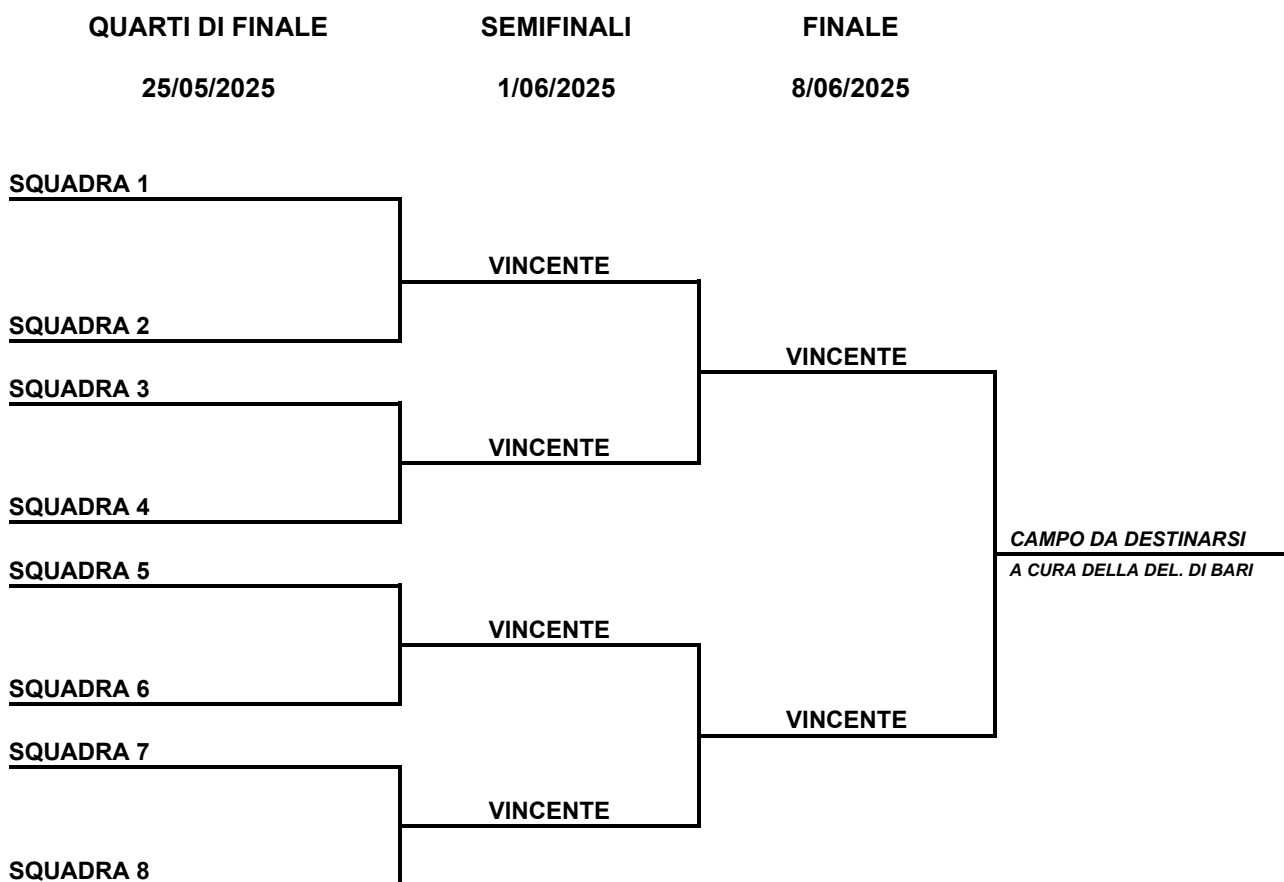 QUARTI DI FINALE
SEMIFINALI
FINALE
25/05/2025
1/06/2025
8/06/2025
SQUADRA 1
VINCENTE
SQUADRA 2
VINCENTE
SQUADRA 3
VINCENTE
SQUADRA 4
CAMPO DA DESTINARSI
A CURA DELLA DEL. DI BARI
SQUADRA 5
VINCENTE
SQUADRA 6
VINCENTE
SQUADRA 7
VINCENTE
SQUADRA 8